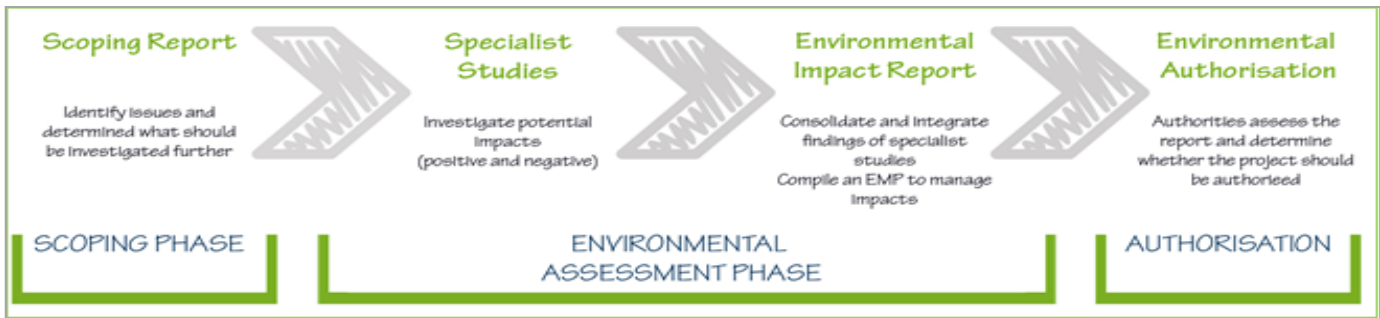 Scoping Report
Identify issues and
determined what should
be investigated further
Specialist
Studies
Investigate potential
impacts
(positive and negative)
Environmental
Impact Report
Consolidate and integrate
findings of specialist
studies
Compile an EMP to manage
impacts
Environmental
Authorisation
Authorities assess the
report and determine
whether the project should
be authorised
SCOPING PHASE
ENVIRONMENTAL
ASSESSMENT PHASE
AUTHORISATION